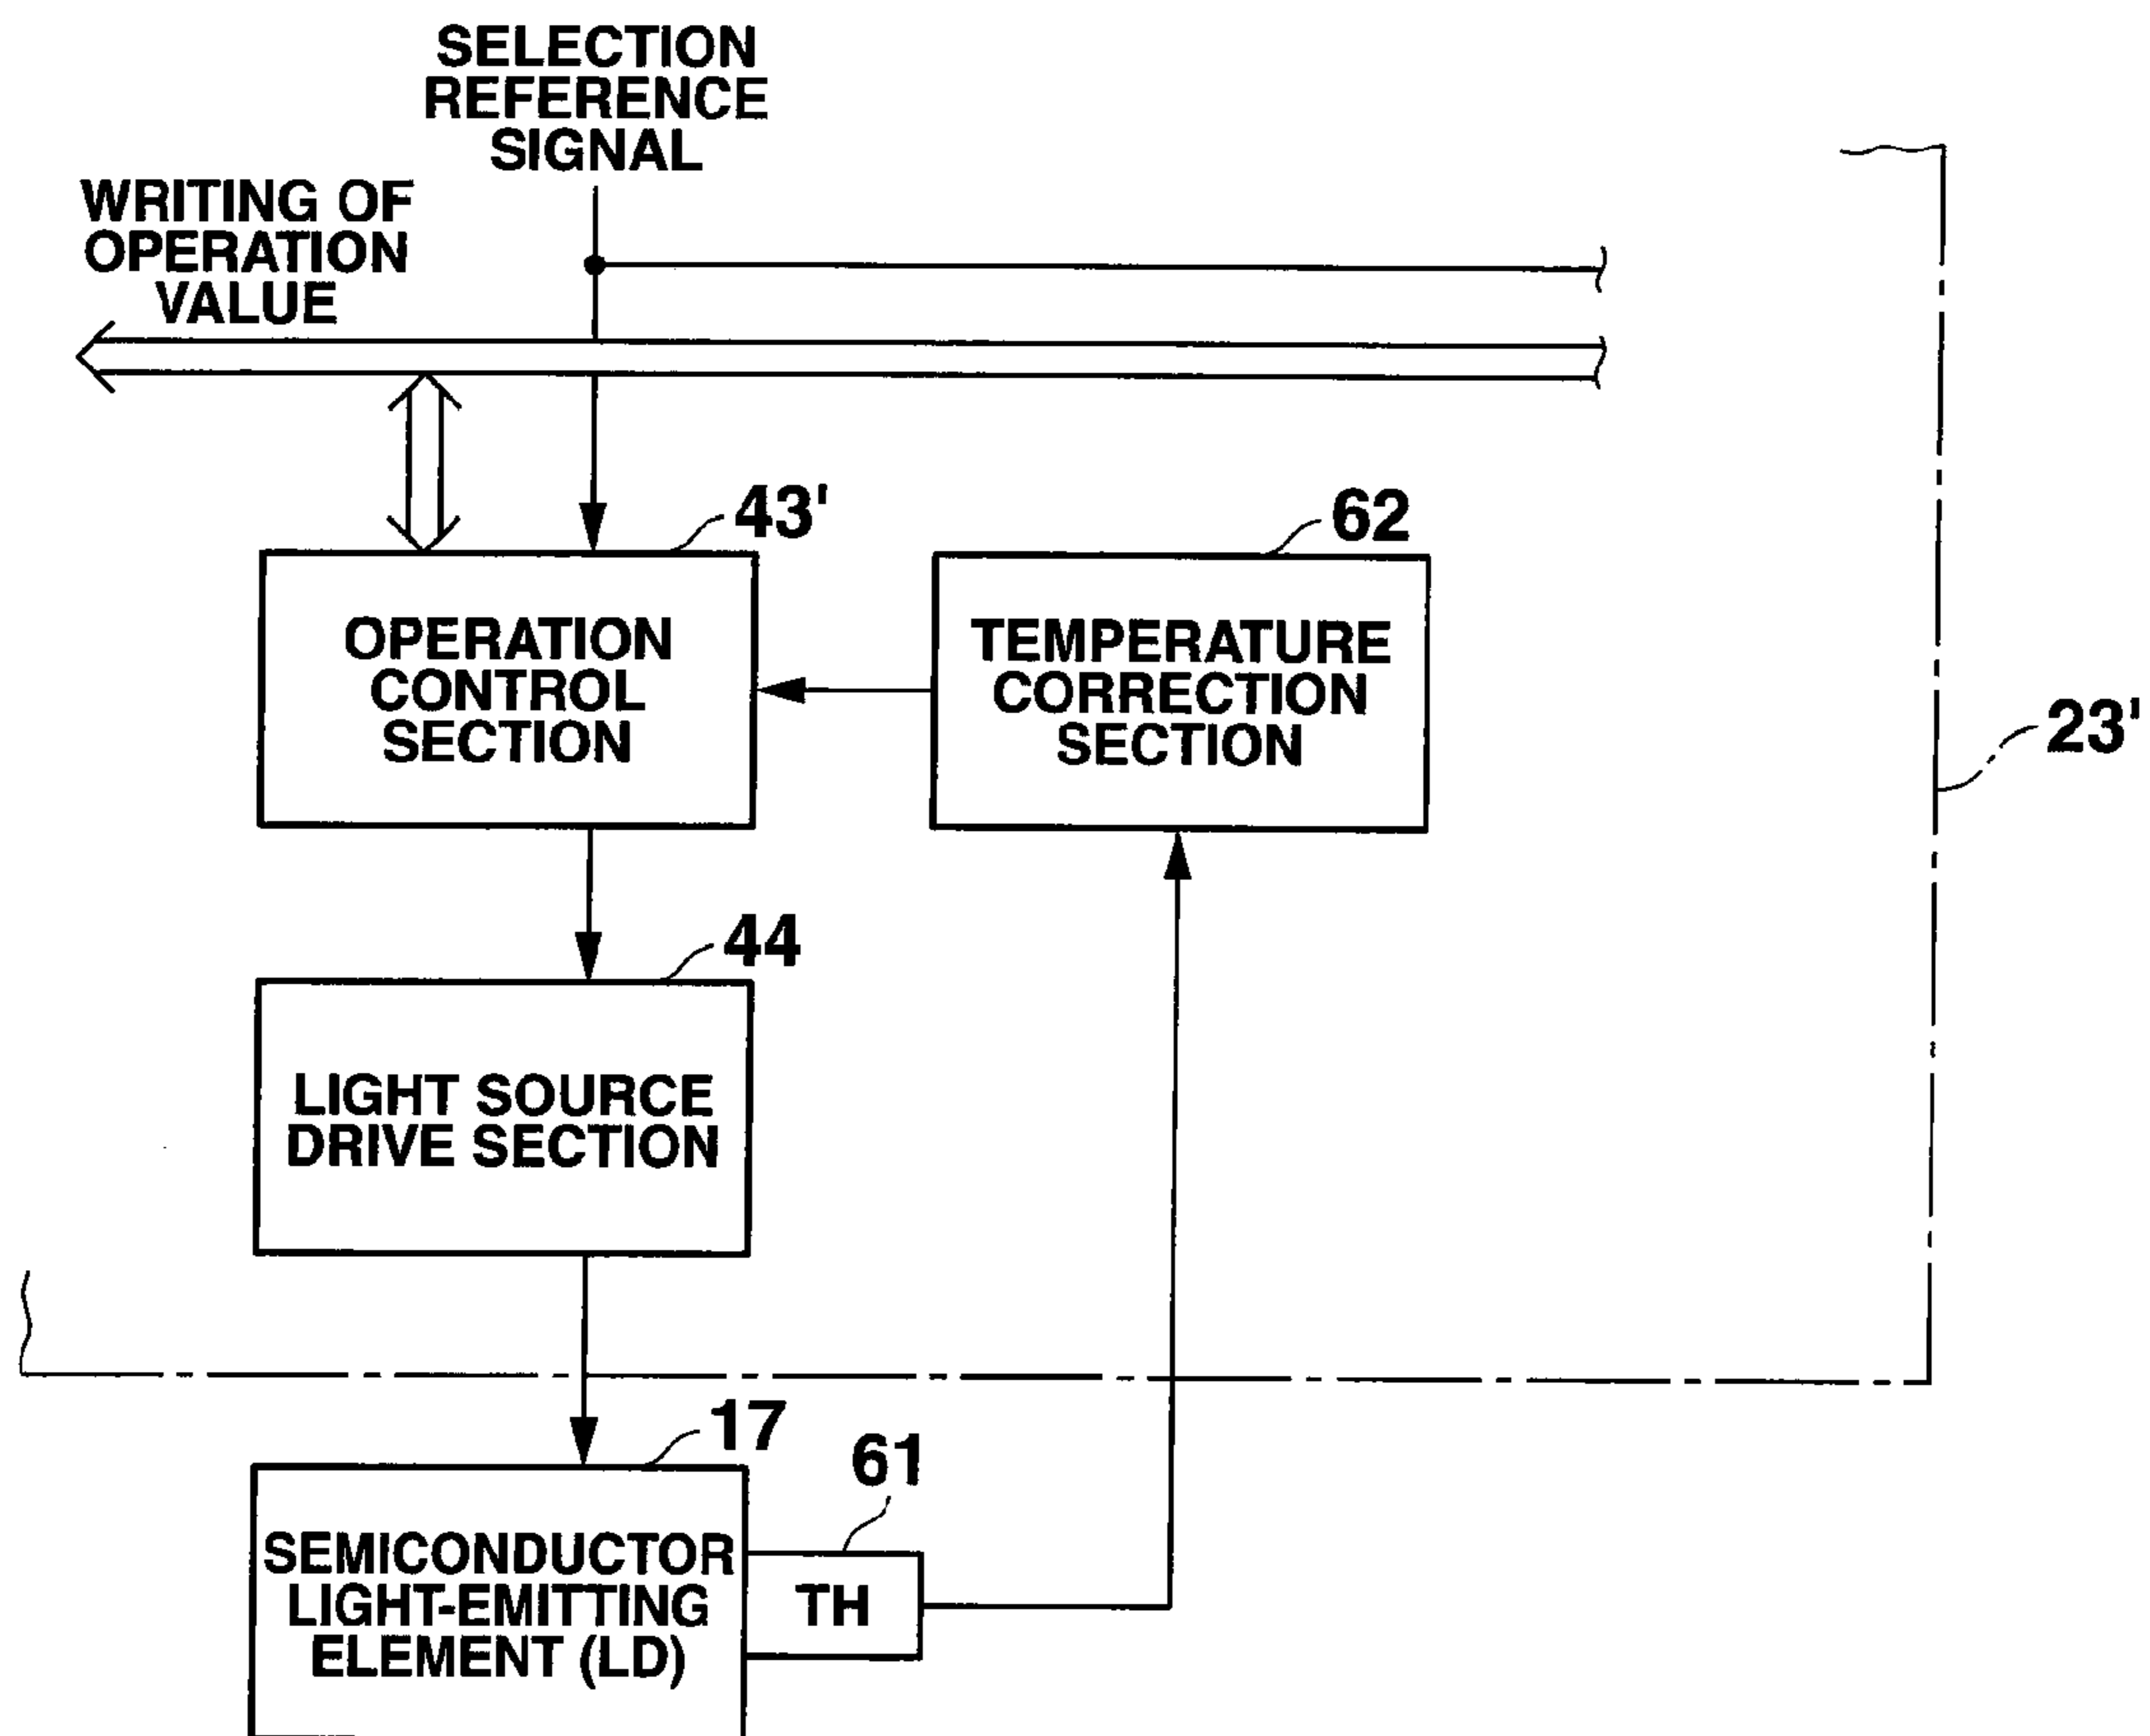 SELECTION
REFERENCE
SIGNAL
WRITING OF
OPERATION
VALUE
43'
62
OPERATION
CONTROL
SECTION
TEMPERATURE
CORRECTION
SECTION
23'
44
LIGHT SOURCE
DRIVE SECTION
17
61
SEMICONDUCTOR
LIGHT-EMITTING
ELEMENT (LD)
TH